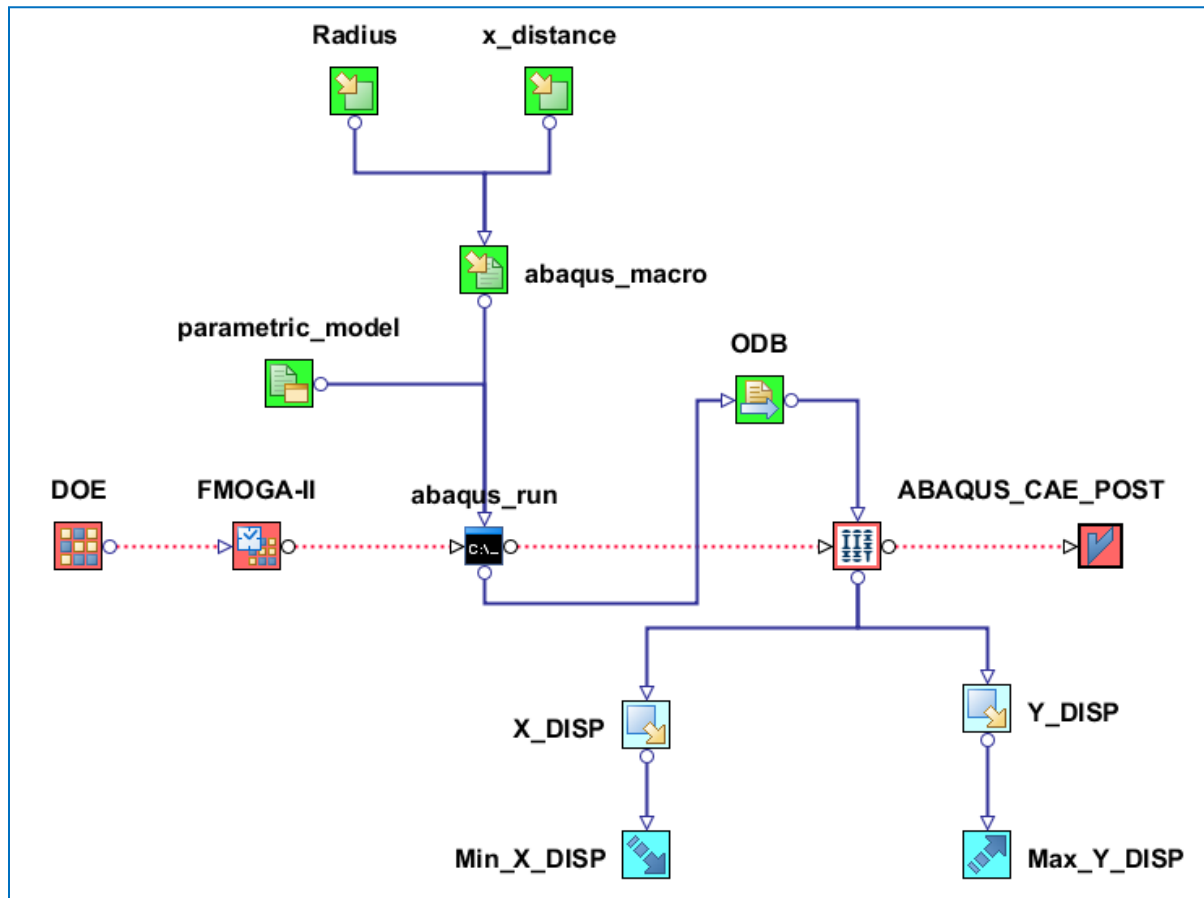 Radius
x_distance
abaqus_macro
parametric_model
ODB
DOE
FMOGA-II
abaqus_run
ABAQUS_CAE_POST
C:\_
X_DISP
Y_DISP
Min_X_DISP
Max_Y_DISP